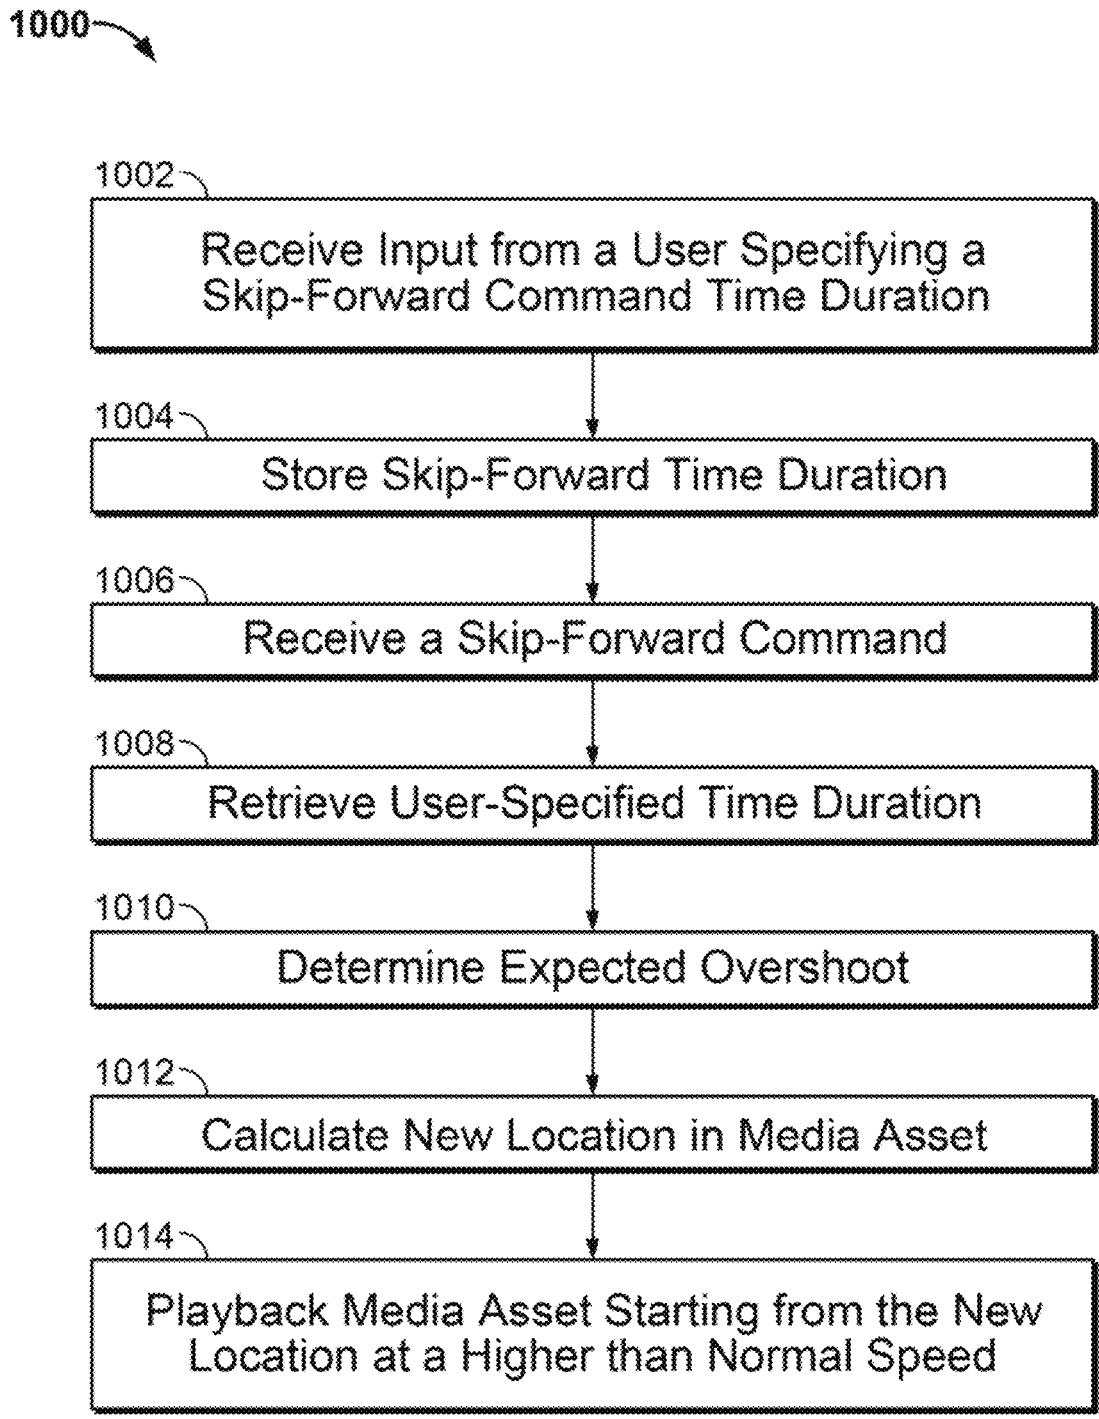 1000
1002
Receive Input from a User Specifying a
Skip-Forward Command Time Duration
1004
Store Skip-Forward Time Duration
1006
Receive a Skip-Forward Command
1008
Retrieve User-Specified Time Duration
1010
Determine Expected Overshoot
1012
Calculate New Location in Media Asset
1014
Playback Media Asset Starting from the New
Location at a Higher than Normal Speed